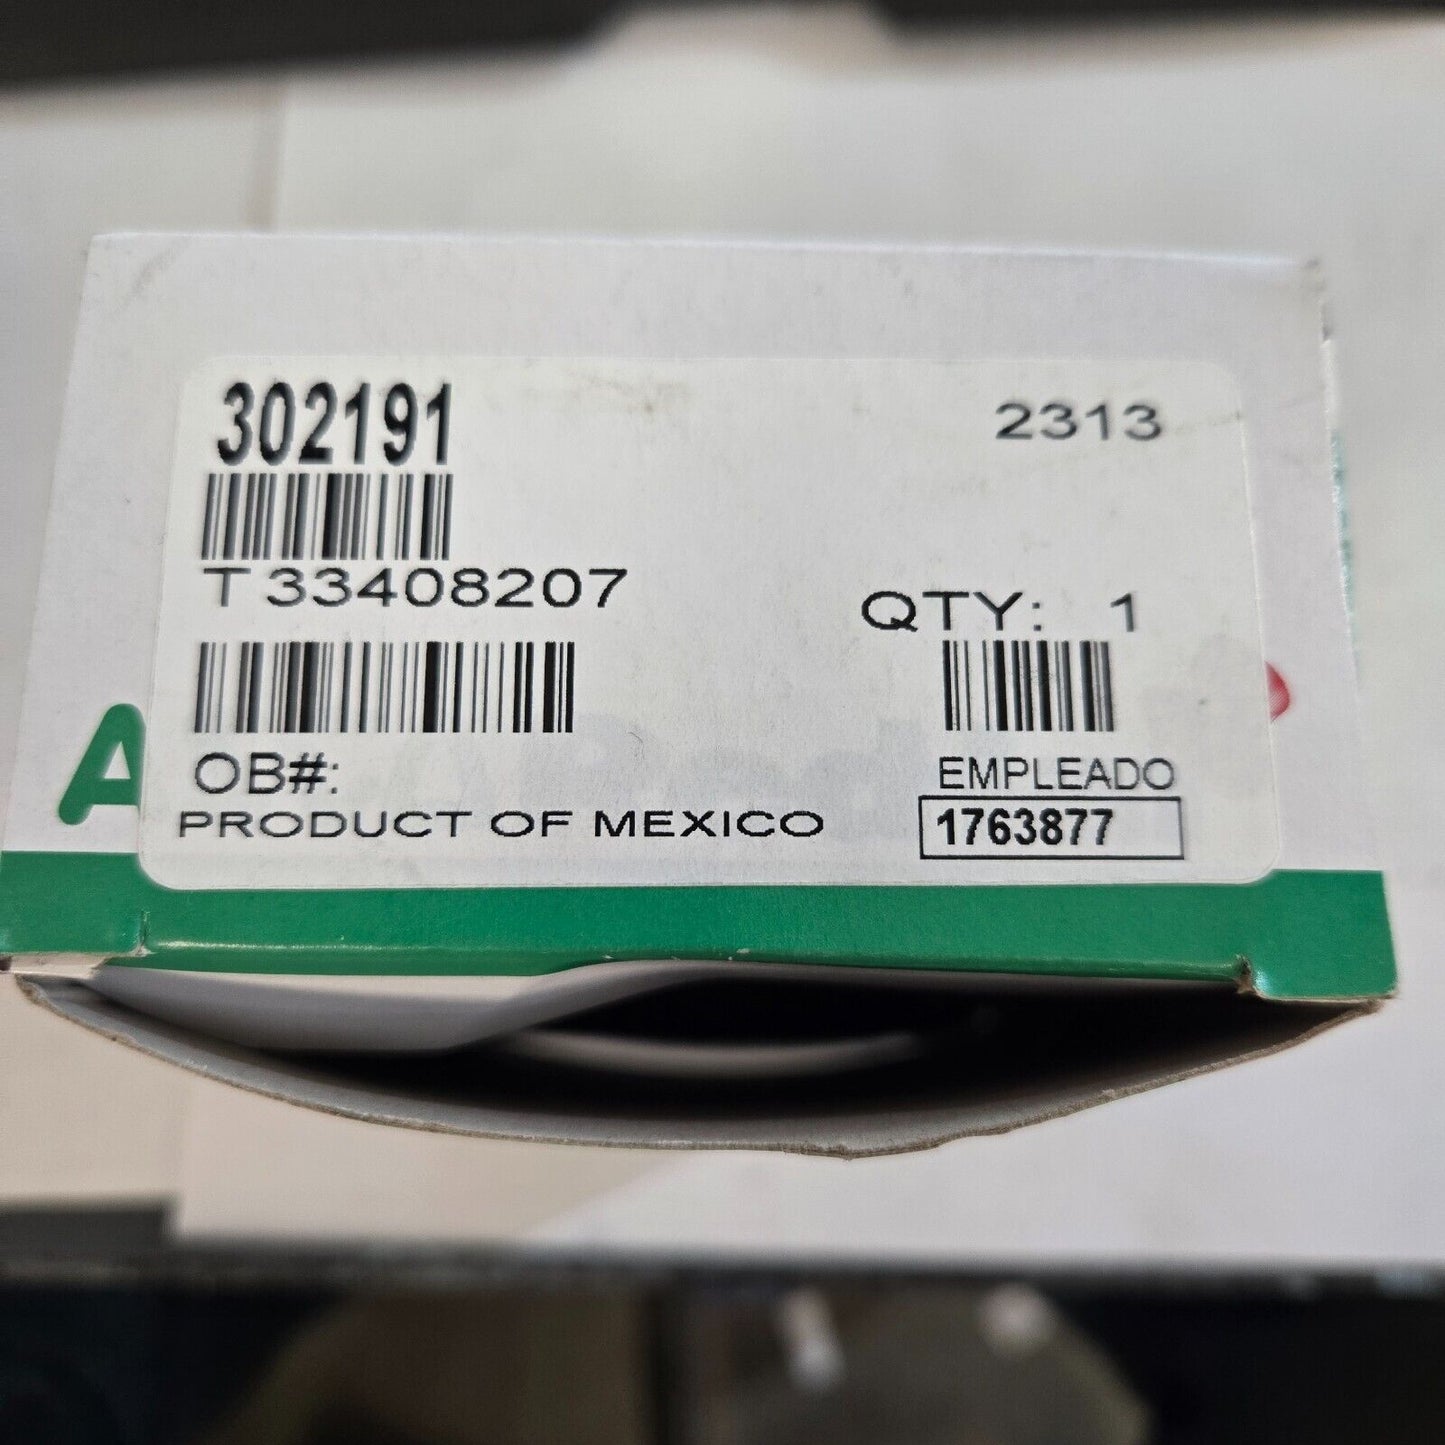 302191
2313
T 33408207
QTY: 1
OB#:
EMPLEADO
PRODUCT OF MEXICO
1763877
A